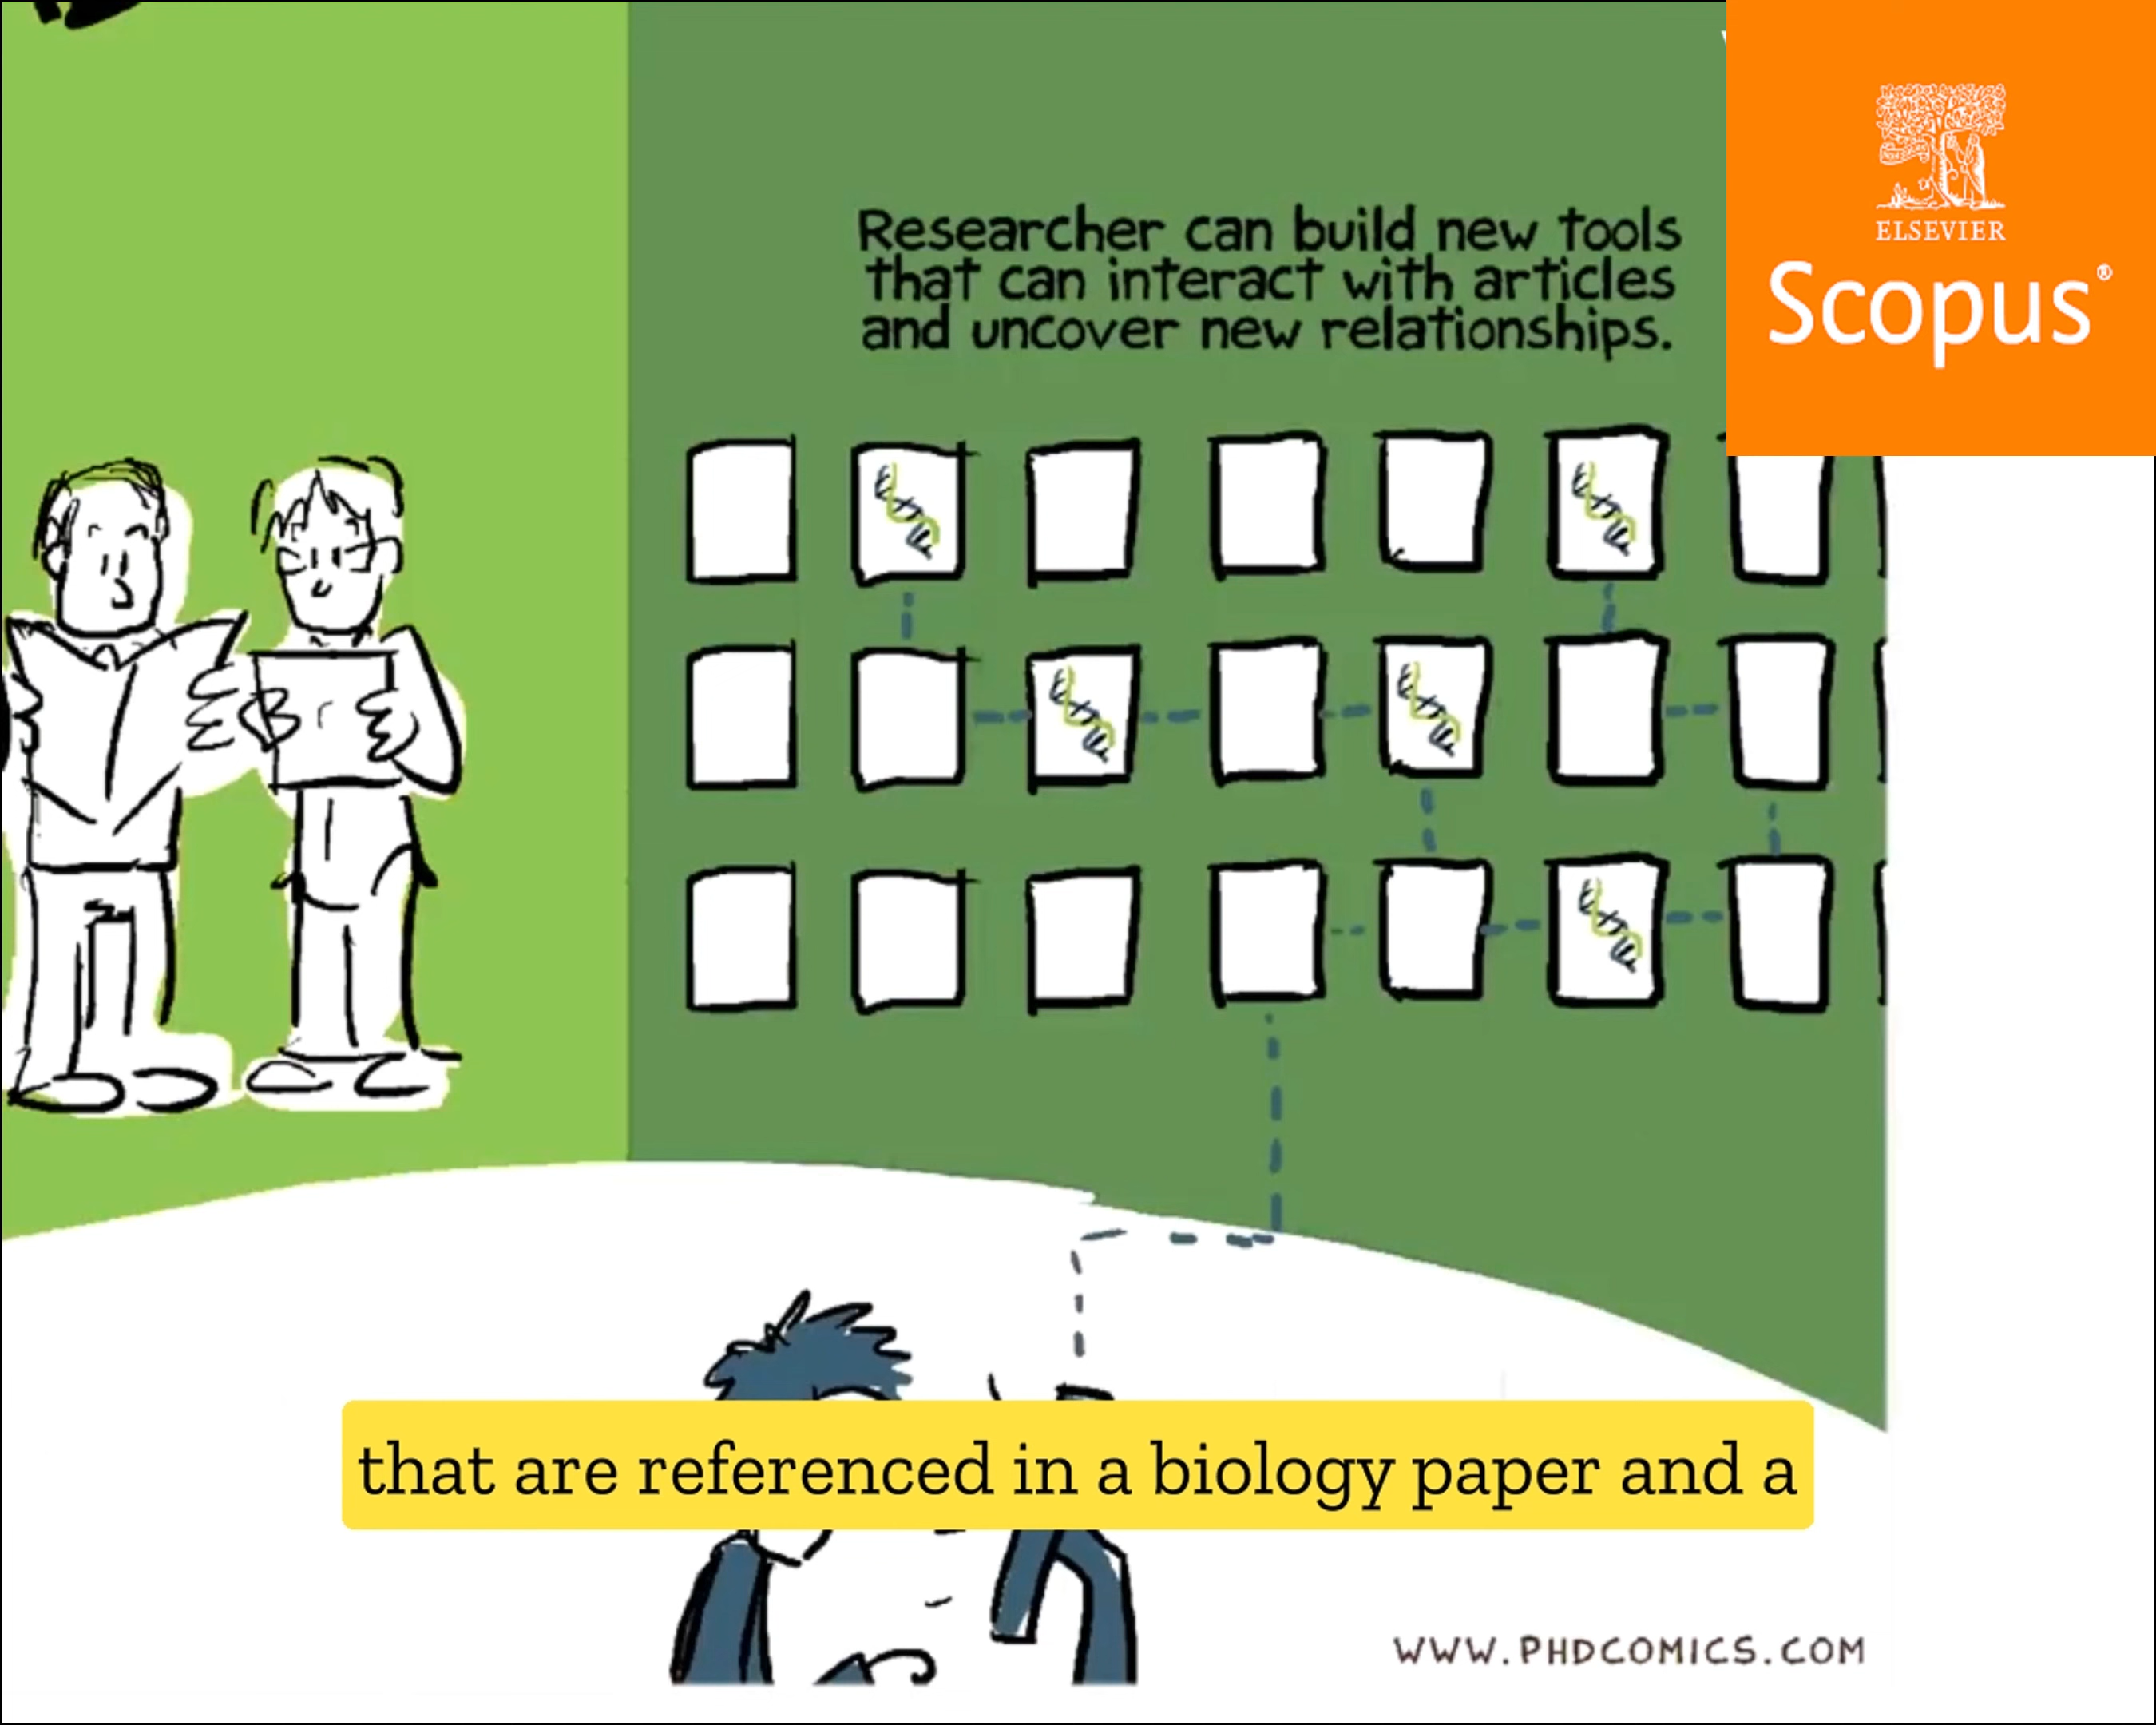 Researcher can build new tools
that can interact with articles
and uncover new relationships.
ELSEVIER
Scopus®
that are referenced in a biology paper and a
WWW.PHDCOMICS.COM